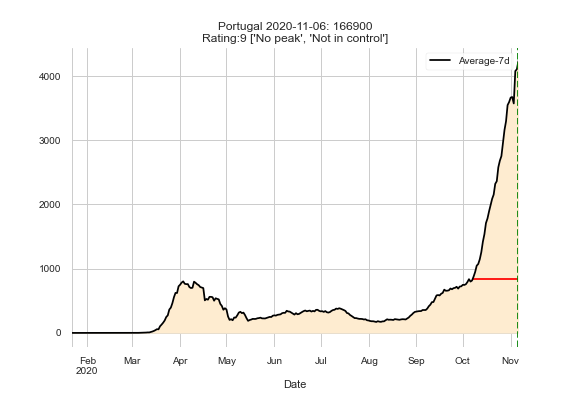 Portugal 2020-11-06: 166900
Rating:9 ['No peak', 'Not in control']
Average-7d
4000
3000
2000
1000
0
Feb Mar Apr May Jun Jul Aug Sep Oct Nov
2020
Date